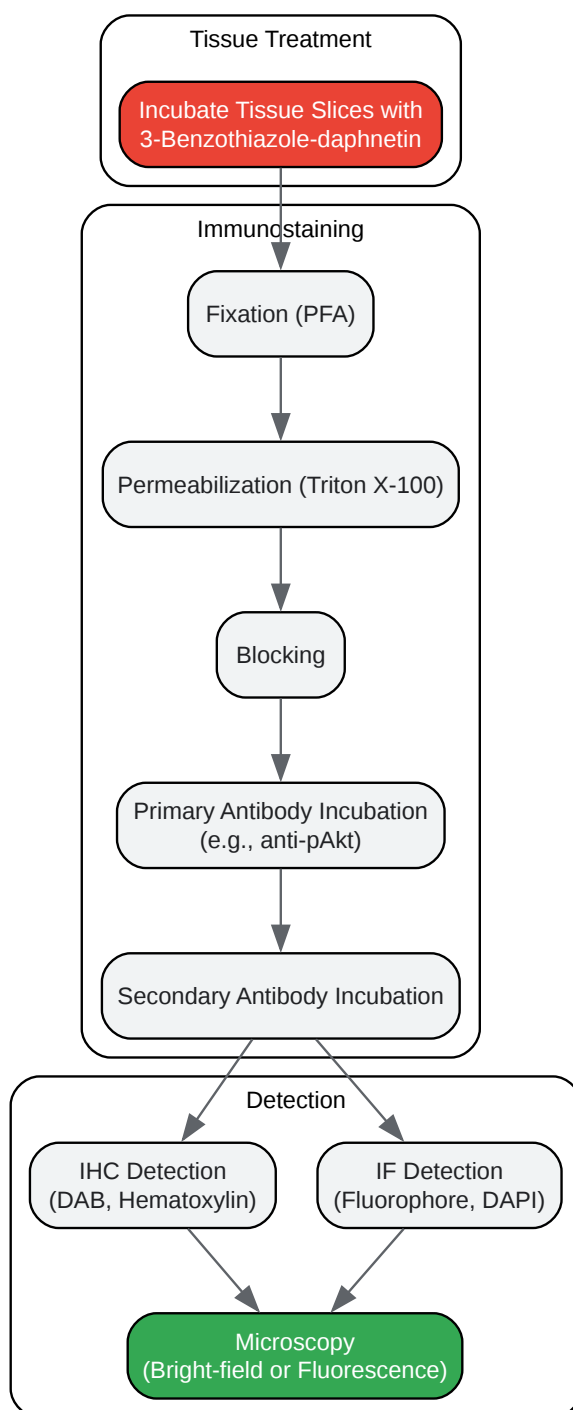 Tissue Treatment
Incubate Tissue Slices with
3-Benzothiazole-daphnetin
Immunostaining
Fixation (PFA)
Permeabilization (Triton X-100)
Blocking
Primary Antibody Incubation
(e.g., anti-pAkt)
Secondary Antibody Incubation
Detection
IHC Detection
(DAB, Hematoxylin)
IF Detection
(Fluorophore, DAPI)
Microscopy
(Bright-field or Fluorescence)